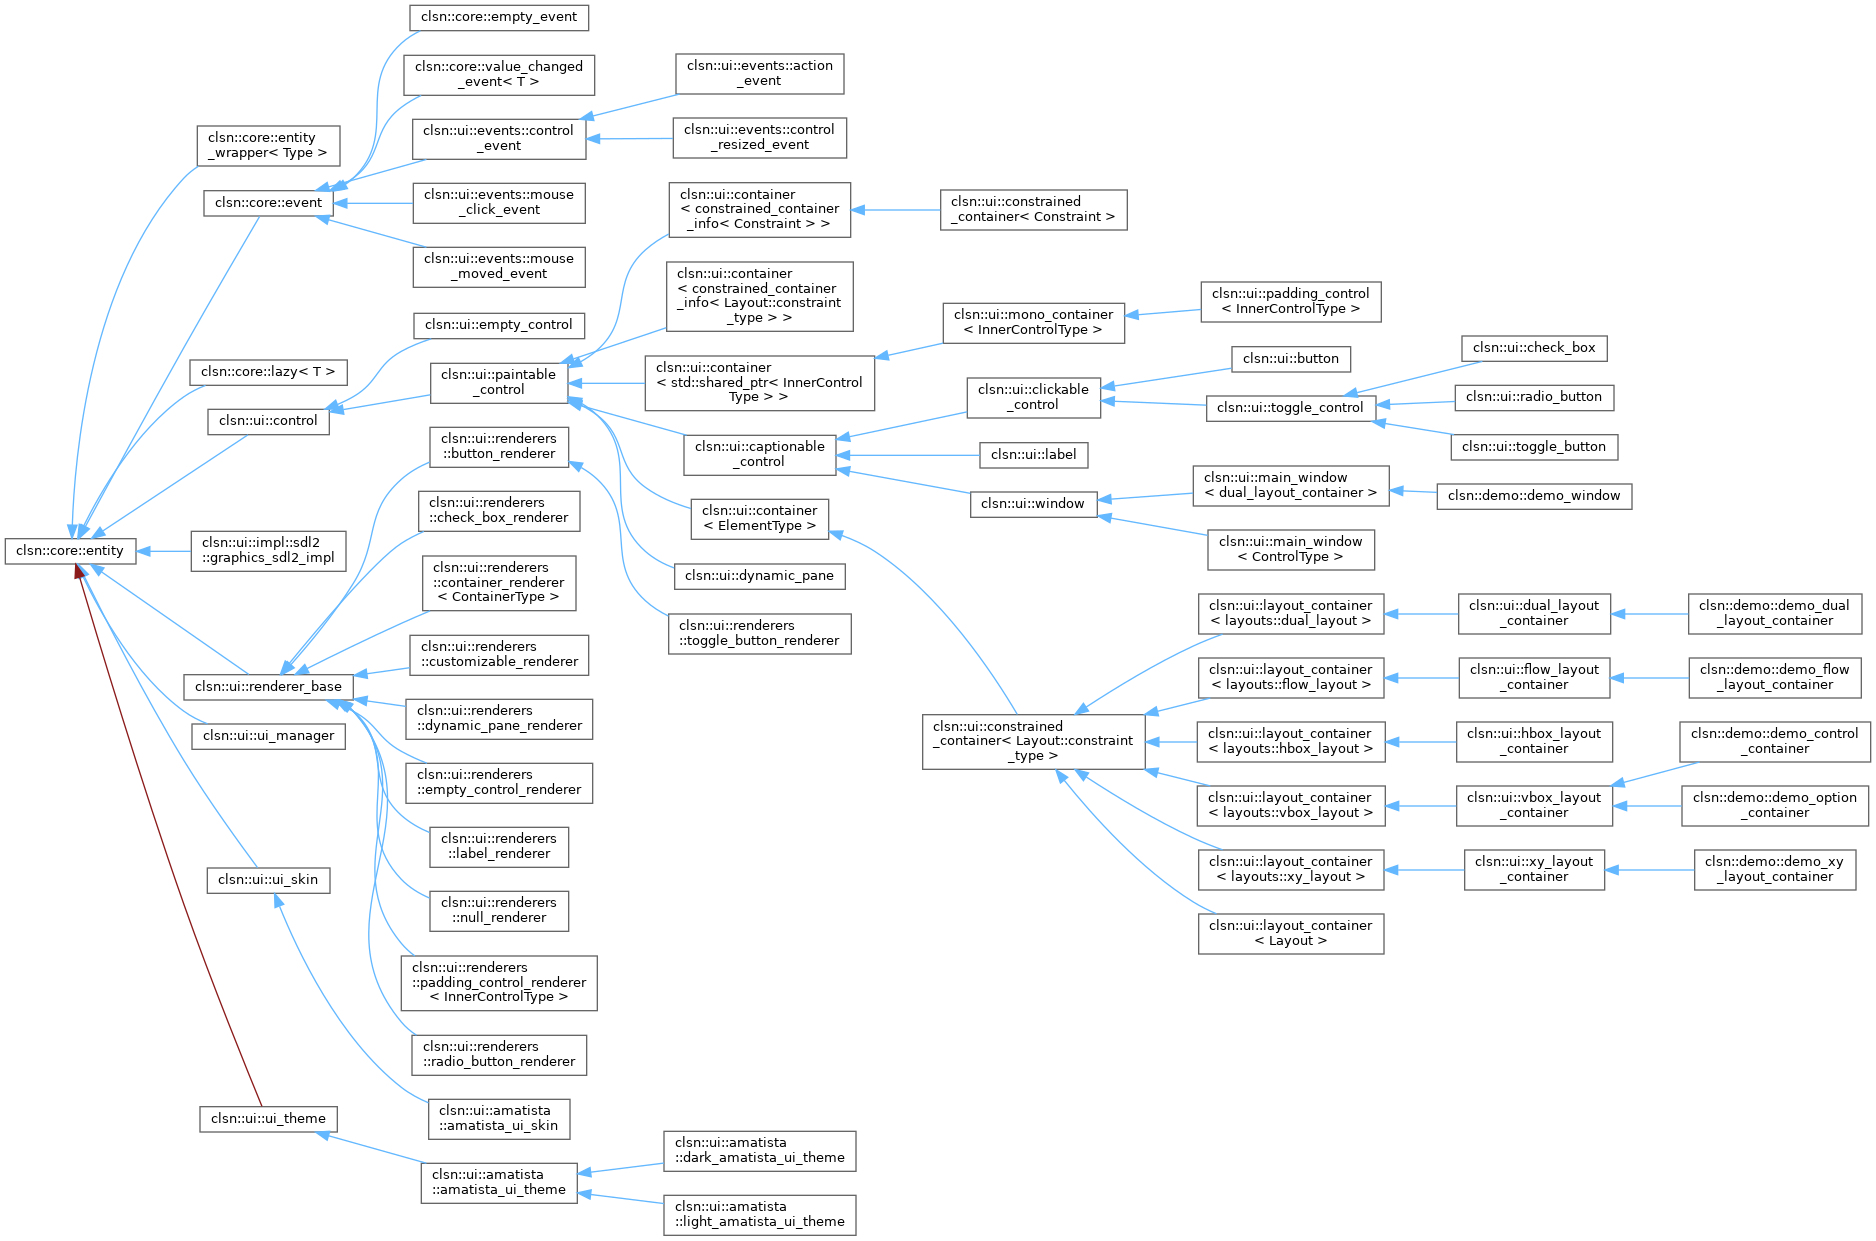 clsn::core::entity
clsn::core::entity
_wrapper< Type >
clsn::core::event
clsn::core::empty_event
clsn::core::value_changed
_event< T >
clsn::ui::events::control
_event
clsn::ui::events::action
_event
clsn::ui::events::control
_resized_event
clsn::ui::events::mouse
_click_event
clsn::ui::events::mouse
_moved_event
clsn::core::lazy< T >
clsn::ui::control
clsn::ui::empty_control
clsn::ui::paintable
_control
clsn::ui::container
< constrained_container
_info< Constraint > >
clsn::ui::constrained
_container< Constraint >
clsn::ui::container
< constrained_container
_info< Layout::constraint
_type > >
clsn::ui::container
< std::shared_ptr< InnerControl
Type > >
clsn::ui::mono_container
< InnerControlType >
clsn::ui::padding_control
< InnerControlType >
clsn::ui::captionable
_control
clsn::ui::clickable
_control
clsn::ui::button
clsn::ui::toggle_control
clsn::ui::check_box
clsn::ui::radio_button
clsn::ui::toggle_button
clsn::ui::label
clsn::ui::window
clsn::ui::main_window
< dual_layout_container >
clsn::demo::demo_window
clsn::ui::main_window
< ControlType >
clsn::ui::container
< ElementType >
clsn::ui::constrained
_container< Layout::constraint
_type >
clsn::ui::layout_container
< layouts::dual_layout >
clsn::ui::dual_layout
_container
clsn::demo::demo_dual
_layout_container
clsn::ui::layout_container
< layouts::flow_layout >
clsn::ui::flow_layout
_container
clsn::demo::demo_flow
_layout_container
clsn::ui::layout_container
< layouts::hbox_layout >
clsn::ui::hbox_layout
_container
clsn::ui::layout_container
< layouts::vbox_layout >
clsn::ui::vbox_layout
_container
clsn::demo::demo_control
_container
clsn::demo::demo_option
_container
clsn::ui::layout_container
< layouts::xy_layout >
clsn::ui::xy_layout
_container
clsn::demo::demo_xy
_layout_container
clsn::ui::layout_container
< Layout >
clsn::ui::dynamic_pane
clsn::ui::impl::sdl2
::graphics_sdl2_impl
clsn::ui::renderer_base
clsn::ui::renderers
::button_renderer
clsn::ui::renderers
::toggle_button_renderer
clsn::ui::renderers
::check_box_renderer
clsn::ui::renderers
::container_renderer
< ContainerType >
clsn::ui::renderers
::customizable_renderer
clsn::ui::renderers
::dynamic_pane_renderer
clsn::ui::renderers
::empty_control_renderer
clsn::ui::renderers
::label_renderer
clsn::ui::renderers
::null_renderer
clsn::ui::renderers
::padding_control_renderer
< InnerControlType >
clsn::ui::renderers
::radio_button_renderer
clsn::ui::ui_manager
clsn::ui::ui_skin
clsn::ui::amatista
::amatista_ui_skin
clsn::ui::ui_theme
clsn::ui::amatista
::amatista_ui_theme
clsn::ui::amatista
::dark_amatista_ui_theme
clsn::ui::amatista
::light_amatista_ui_theme